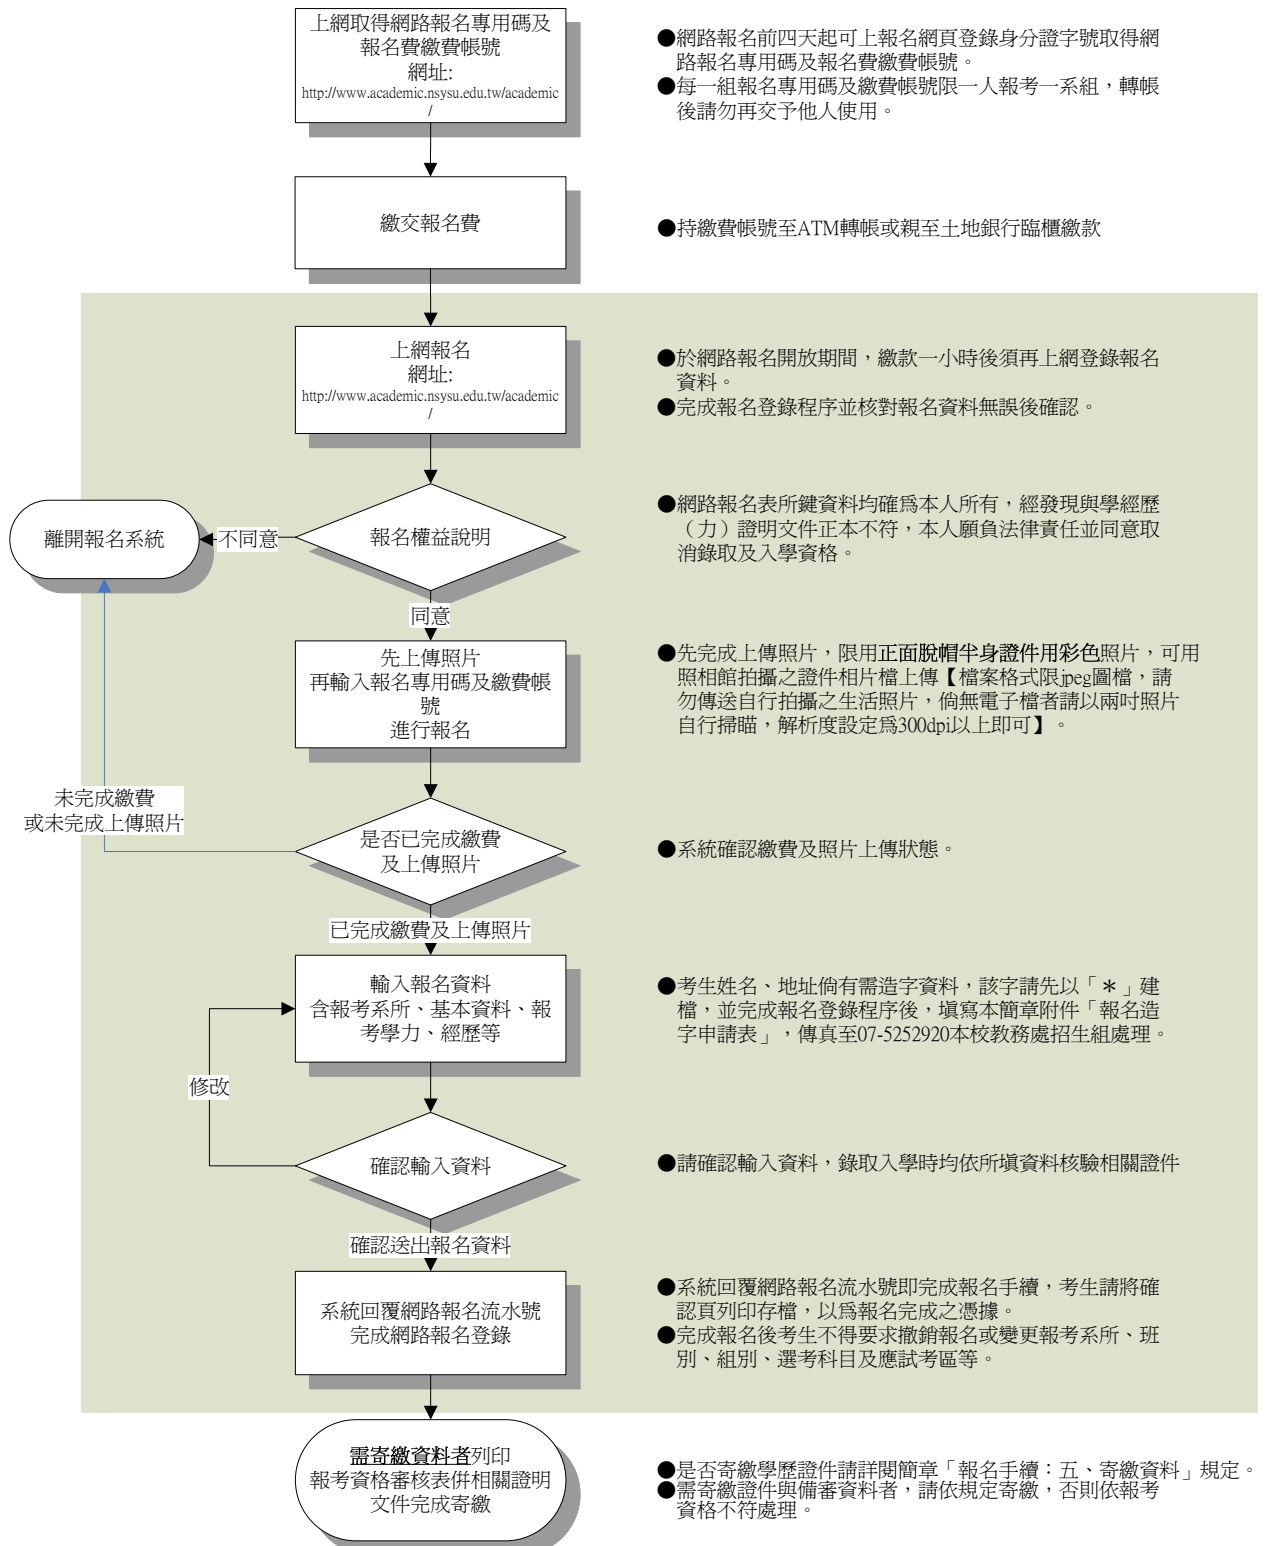 上網取得網路報名專用碼及
報名費繳費帳號
網址:
http://www.academic.nsysu.edu.tw/academic
/
●網路報名前四天起可上報名網頁登錄身分證字號取得網
路報名專用碼及報名費繳費帳號。
●每一組報名專用碼及繳費帳號限一人報考一系組，轉帳
後請勿再交予他人使用。
繳交報名費
●持繳費帳號至ATM轉帳或親至土地銀行臨櫃繳款
上網報名
網址:
http://www.academic.nsysu.edu.tw/academic
/
●於網路報名開放期間，繳款一小時後須再上網登錄報名
資料。
●完成報名登錄程序並核對報名資料無誤後確認。
離開報名系統
不同意
報名權益說明
●網路報名表所鍵資料均確為本人所有，經發現與學經歷
（力）證明文件正本不符，本人願負法律責任並同意取
消錄取及入學資格。
同意
先上傳照片
再輸入報名專用碼及繳費帳
號
進行報名
●先完成上傳照片，限用正面脫帽半身證件用彩色照片，可用
照相館拍攝之證件相片檔上傳【檔案格式限jpeg圖檔，請
勿傳送自行拍攝之生活照片，倘無電子檔者請以兩吋照片
自行掃瞄，解析度設定為300dpi以上即可】。
未完成繳費
或未完成上傳照片
是否已完成繳費
及上傳照片
●系統確認繳費及照片上傳狀態。
已完成繳費及上傳照片
輸入報名資料
含報考系所、基本資料、報
考學力、經歷等
●考生姓名、地址倘有需造字資料，該字請先以「＊」建
檔，並完成報名登錄程序後，填寫本簡章附件「報名造
字申請表」，傳真至07-5252920本校教務處招生組處理。
修改
確認輸入資料
●請確認輸入資料，錄取入學時均依所填資料核驗相關證件
確認送出報名資料
系統回覆網路報名流水號
完成網路報名登錄
●系統回覆網路報名流水號即完成報名手續，考生請將確
認頁列印存檔，以為報名完成之憑據。
●完成報名後考生不得要求撤銷報名或變更報考系所、班
別、組別、選考科目及應試考區等。
需寄繳資料者列印
報考資格審核表併相關證明
文件完成寄繳
●是否寄繳學歷證件請詳閱簡章「報名手續：五、寄繳資料」規定。
●需寄繳證件與備審資料者，請依規定寄繳，否則依報考
資格不符處理。